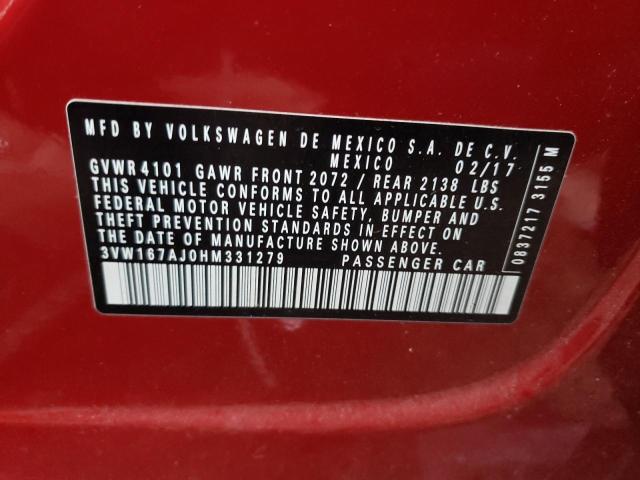 MFD BY VOLKSWAGEN DE MEXICO S.A. DE C.V.
MEXICO 02/17
GVWR 4101 GAWR FRONT 2072 / REAR 2138 LBS
THIS VEHICLE CONFORMS TO ALL APPLICABLE U.S.
FEDERAL MOTOR VEHICLE SAFETY, BUMPER AND
THEFT PREVENTION STANDARDS IN EFFECT ON
THE DATE OF MANUFACTURE SHOWN ABOVE.
3VW167AJ0HM331279 PASSENGER CAR
0837217 3155 M